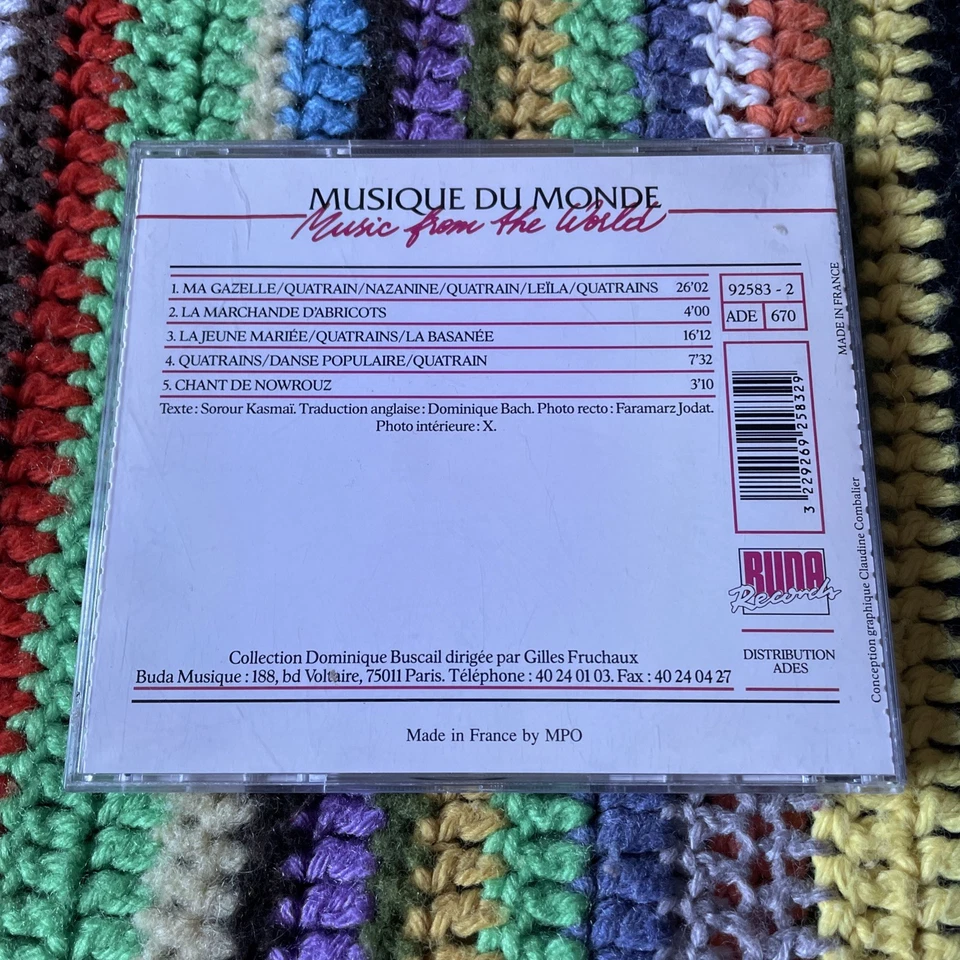 MUSIQUE DU MONDE
Music from the World
1. MA GAZELLE/QUATRAIN/NAZANINE/QUATRAIN/LEÏLA/QUATRAINS 26'02
2. LA MARCHANDE D'ABRICOTS 4'00
3. LA JEUNE MARIÉE/QUATRAINS/LA BASANÉE 16'12
4. QUATRAINS/DANSE POPULAIRE/QUATRAIN 7'32
5. CHANT DE NOWROUZ 3'10
Texte : Sorour Kasmaï. Traduction anglaise : Dominique Bach. Photo recto : Faramarz Jodat.
Photo intérieure : X.
92583 - 2
ADE 670
MADE IN FRANCE
3 229269 258329
Conception graphique Claudine Combalier
BUDA
Records
DISTRIBUTION
ADES
Collection Dominique Buscail dirigée par Gilles Fruchaux
Buda Musique : 188, bd Voltaire, 75011 Paris. Téléphone : 40 24 01 03. Fax : 40 24 04 27
Made in France by MPO